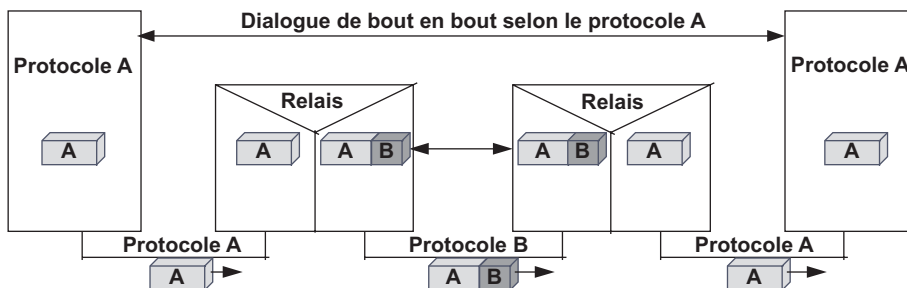 Dialogue de bout en bout selon le protocole A
Protocole A
Protocole A
Relais
Relais
A
A
A B
A B
A
A
Protocole A
Protocole B
Protocole A
A
A B
A